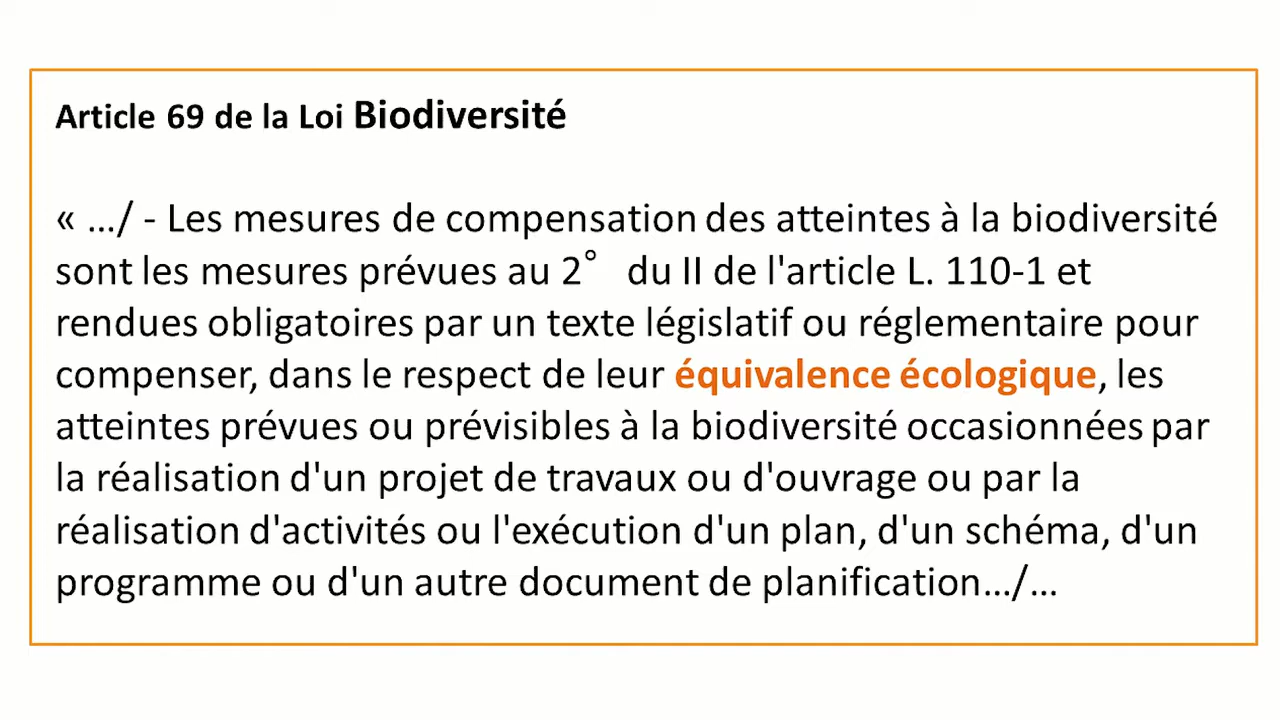 Article 69 de la Loi Biodiversité
« .../ - Les mesures de compensation des atteintes à la biodiversité
sont les mesures prévues au 2° du II de l'article L. 110-1 et
rendues obligatoires par un texte législatif ou réglementaire pour
compenser, dans le respect de leur équivalence écologique, les
atteintes prévues ou prévisibles à la biodiversité occasionnées par
la réalisation d'un projet de travaux ou d'ouvrage ou par la
réalisation d'activités ou l'exécution d'un plan, d'un schéma, d'un
programme ou d'un autre document de planification.../...